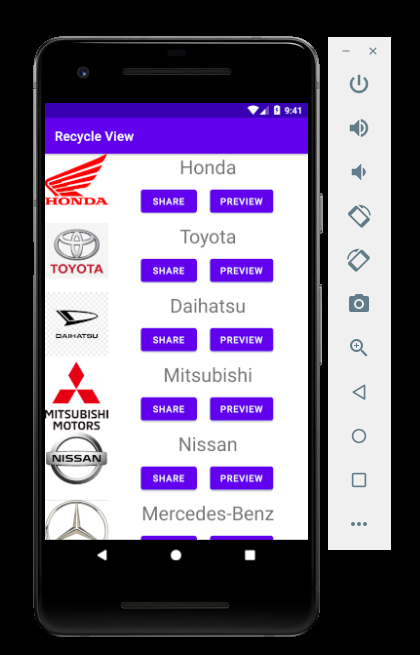 9:41
Recycle View
Honda
HONDA
SHARE PREVIEW
Toyota
TOYOTA
SHARE PREVIEW
Daihatsu
DAIHATSU
SHARE PREVIEW
Mitsubishi
MITSUBISHI
MOTORS
SHARE PREVIEW
Nissan
NISSAN
SHARE PREVIEW
Mercedes-Benz